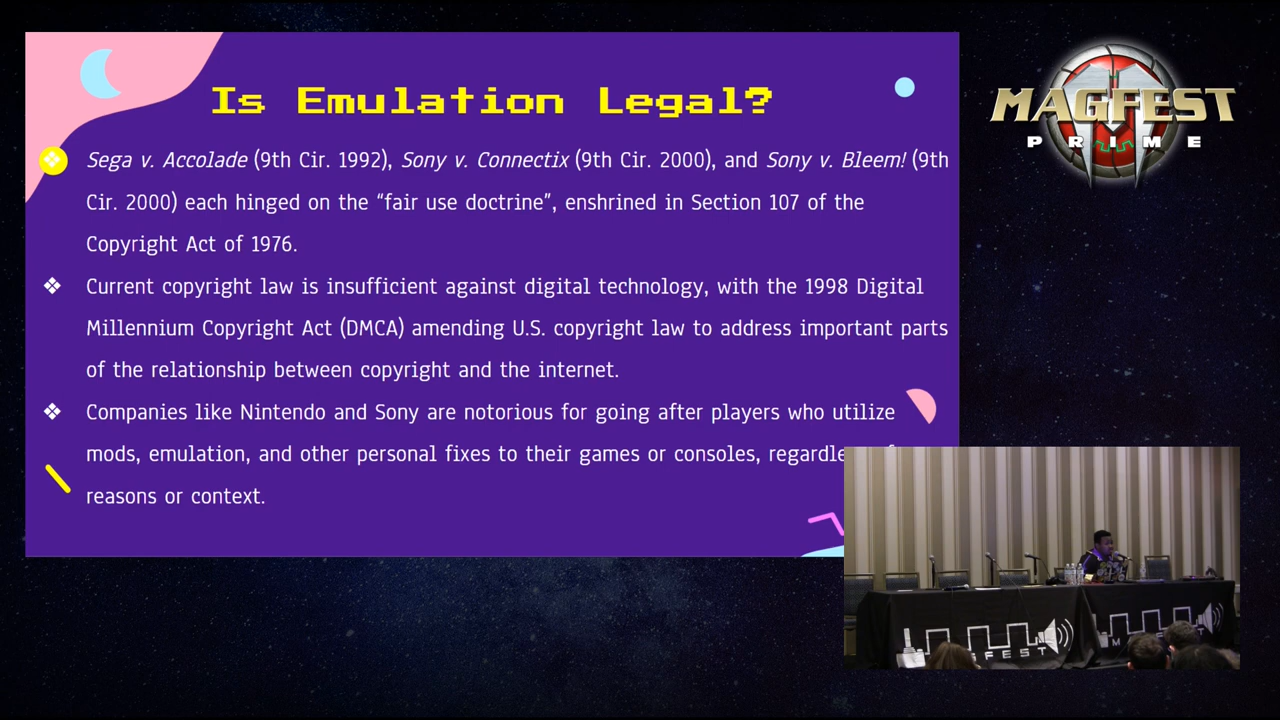 Is Emulation Legal?
MAGFEST
PRIME
❖ Sega v. Accolade (9th Cir. 1992), Sony v. Connectix (9th Cir. 2000), and Sony v. Bleem! (9th
Cir. 2000) each hinged on the “fair use doctrine”, enshrined in Section 107 of the
Copyright Act of 1976.
❖ Current copyright law is insufficient against digital technology, with the 1998 Digital
Millennium Copyright Act (DMCA) amending U.S. copyright law to address important parts
of the relationship between copyright and the internet.
❖ Companies like Nintendo and Sony are notorious for going after players who utilize
mods, emulation, and other personal fixes to their games or consoles,
reasons or context.